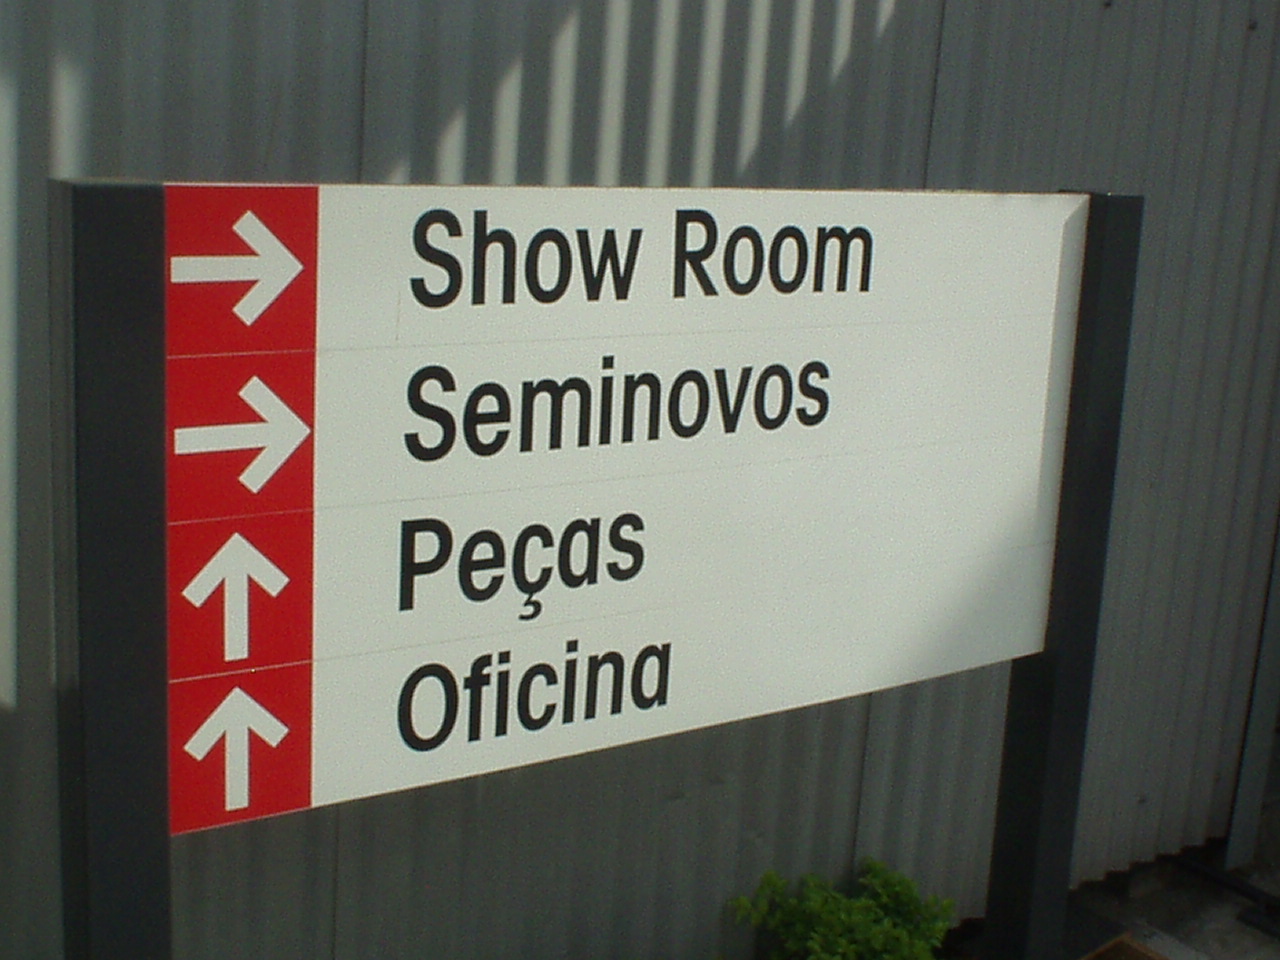 Show Room
Seminovos
Peças
Oficina